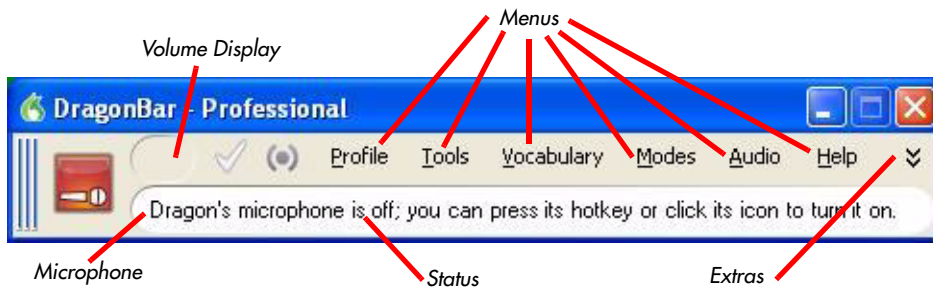 Menus
Volume Display
DragonBar - Professional
Profile Tools Vocabulary Modes Audio Help
Dragon's microphone is off; you can press its hotkey or click its icon to turn it on.
Microphone Status Extras